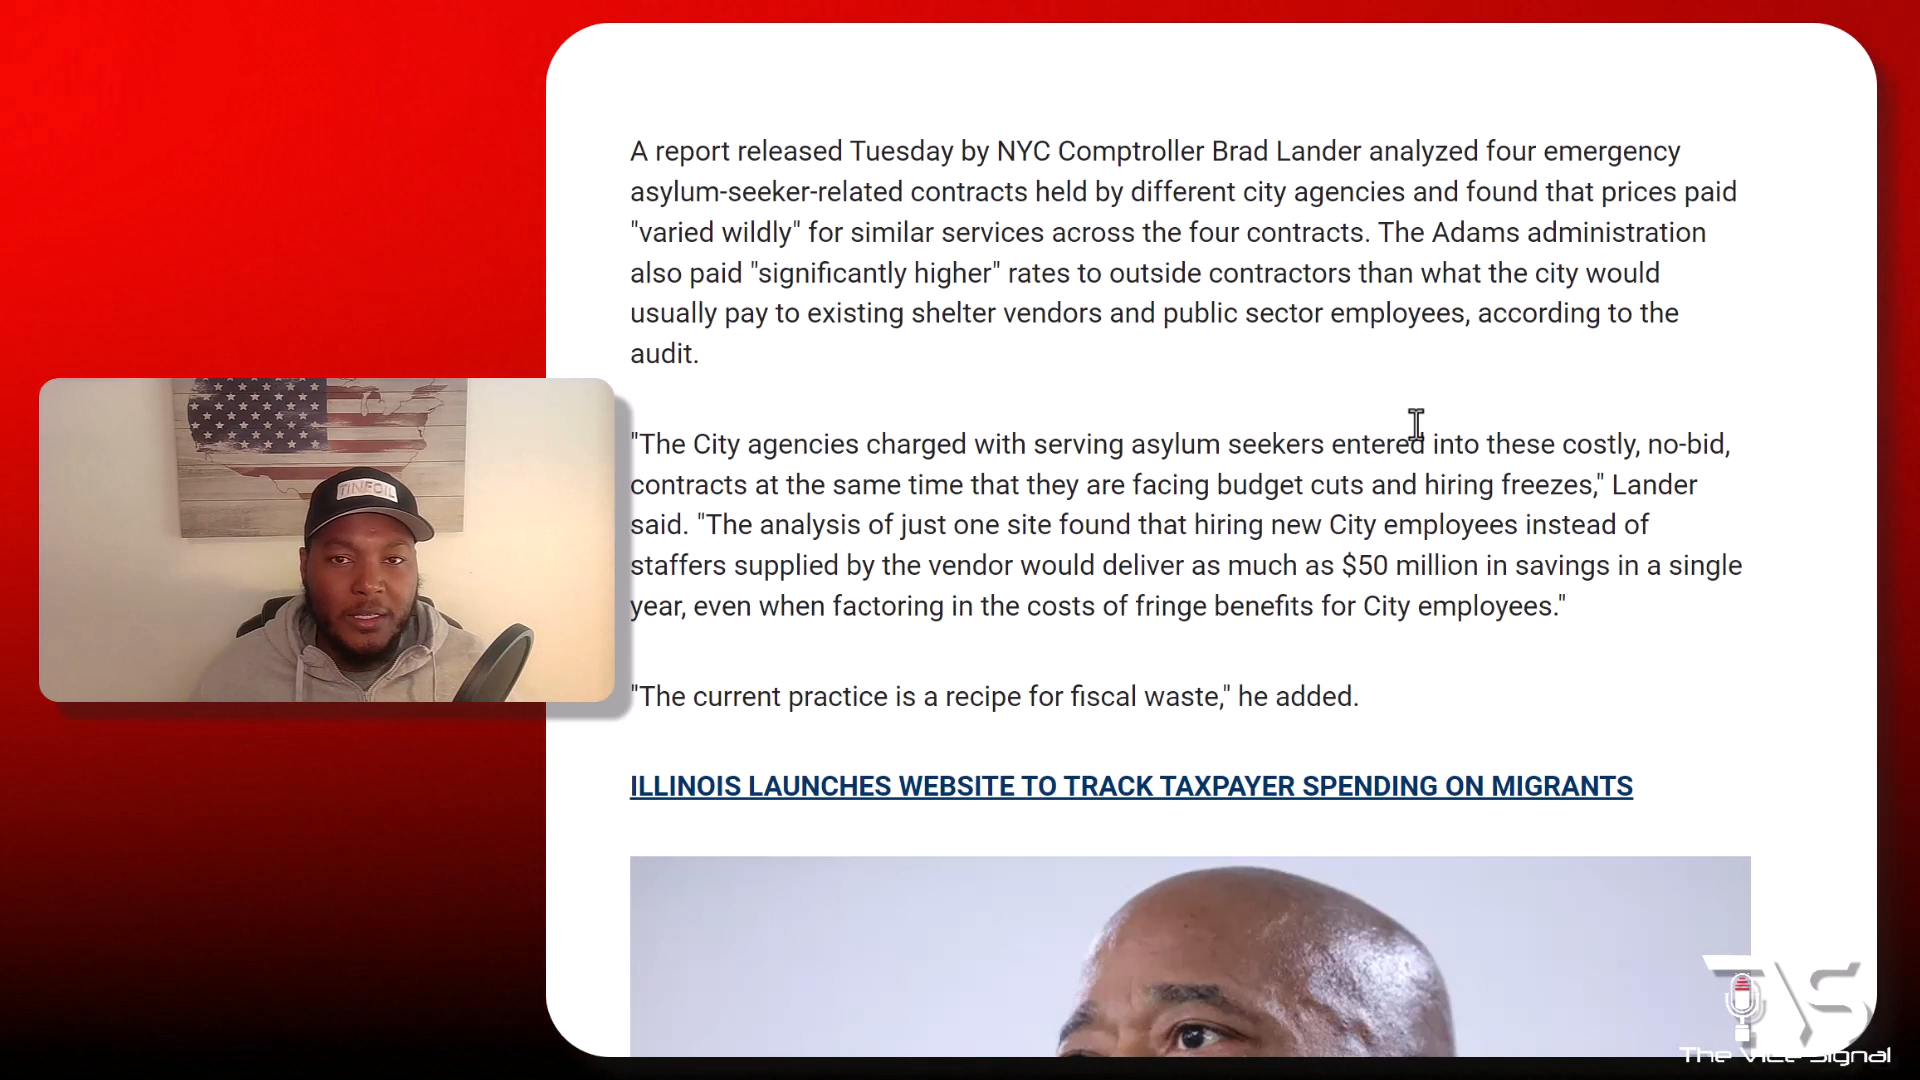 A report released Tuesday by NYC Comptroller Brad Lander analyzed four emergency
asylum-seeker-related contracts held by different city agencies and found that prices paid
"varied wildly" for similar services across the four contracts. The Adams administration
also paid "significantly higher" rates to outside contractors than what the city would
usually pay to existing shelter vendors and public sector employees, according to the
audit.
"The City agencies charged with serving asylum seekers entered into these costly, no-bid,
contracts at the same time that they are facing budget cuts and hiring freezes," Lander
said. "The analysis of just one site found that hiring new City employees instead of
staffers supplied by the vendor would deliver as much as $50 million in savings in a single
year, even when factoring in the costs of fringe benefits for City employees."
"The current practice is a recipe for fiscal waste," he added.
ILLINOIS LAUNCHES WEBSITE TO TRACK TAXPAYER SPENDING ON MIGRANTS
TINFOIL
TVS
The Vice Signal